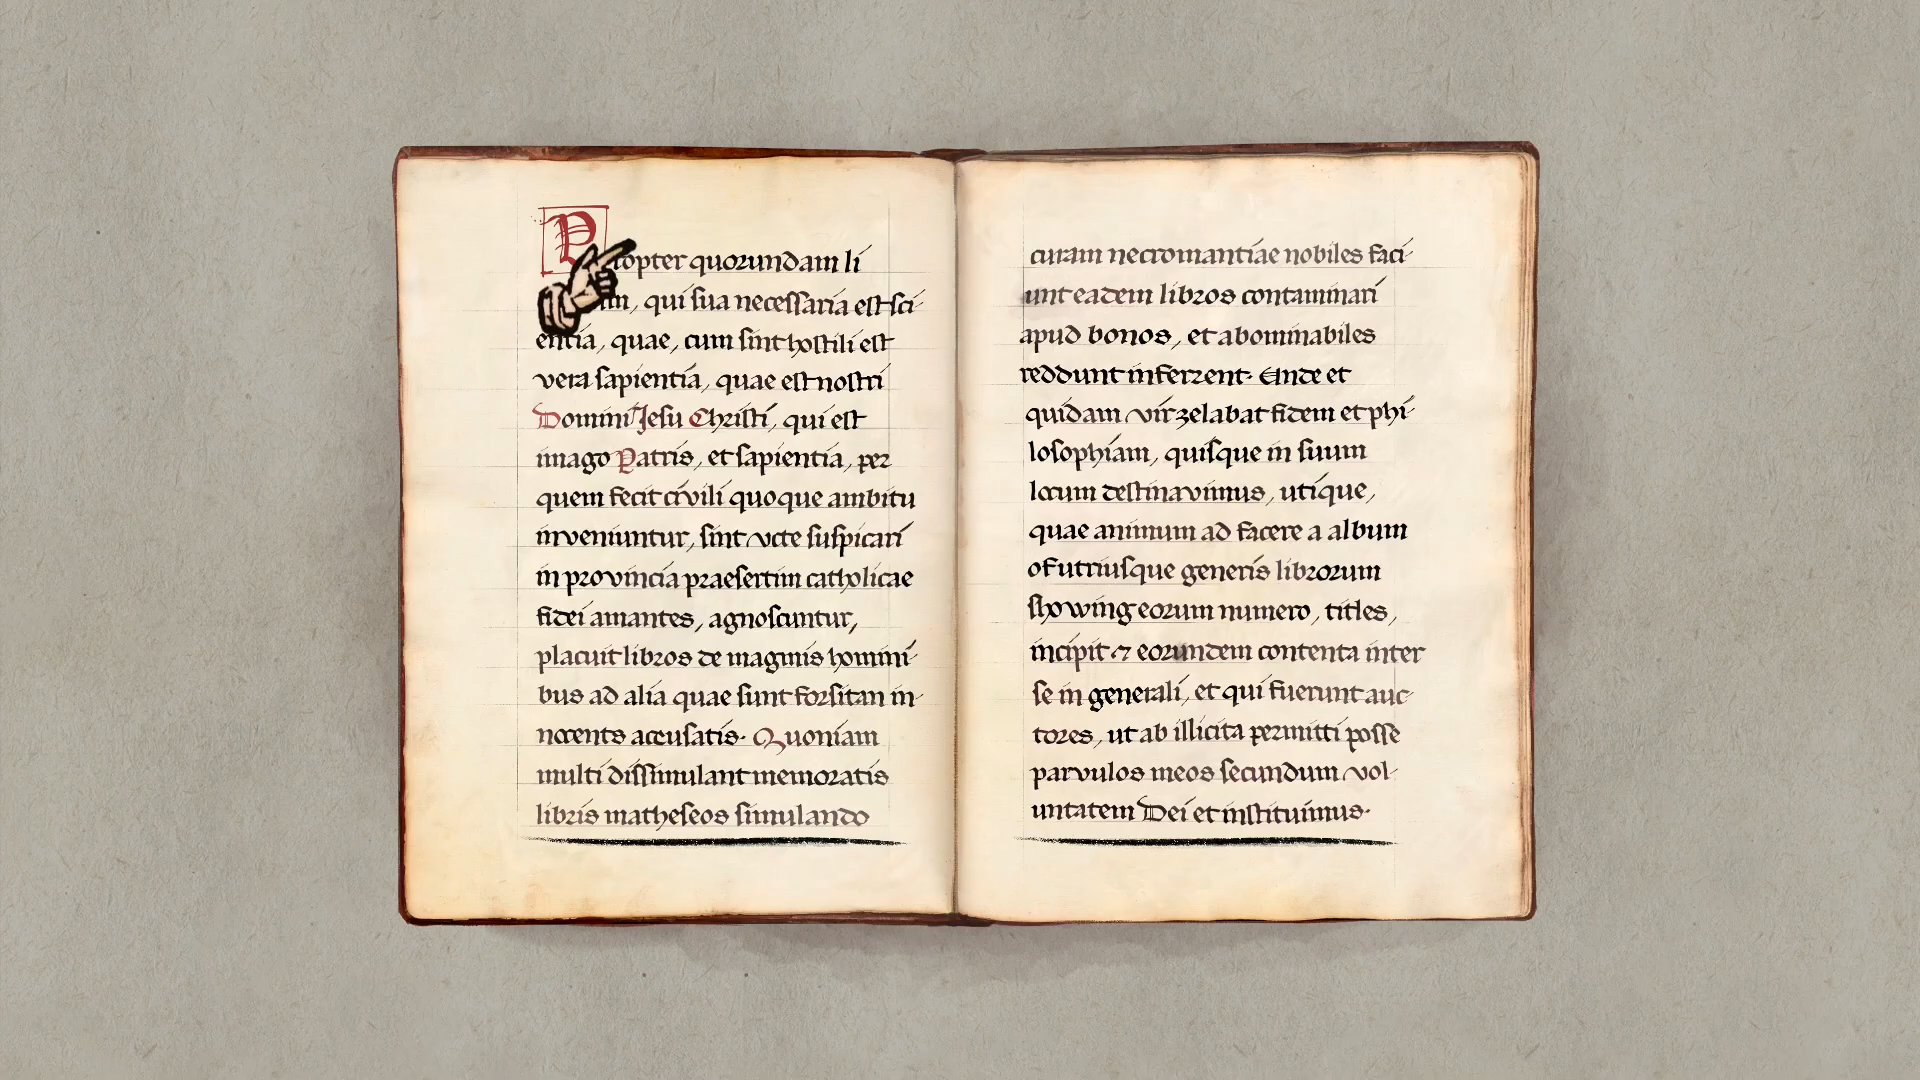 Propter quorundam li
qui sua necessaria est sci-
entia, quae, cum sint hostili est
vera sapientia, quae est nostri
Domini Jesu Christi, qui est
imago Patris, et sapientia, per
quem fecit civili quoque ambitu
inveniuntur, sint vcte suspicari
in provincia praesertim catholicae
fidei amantes, agnoscuntur,
placuit libros de maginis homini-
bus ad alia quae sunt forsitan in-
nocents accusatis. Quoniam
multi dissimulant memoratis
libris matheseos simulando
curam necromantiae nobiles faci-
unt eadem libros contaminari
apud bonos, et abominabiles
reddunt inferrent. Ende et
quidam vir zelabat fidem et phi-
losophiam, quisque in suum
locum destinavimus, utique,
quae animum ad facere a album
of utriusque generis librorum
showing eorum numero, titles,
incipit ⁊ eorundem contenta inter
se in generali, et qui fuerunt auc-
tores, ut ab illicita permitti posse
parvulos meos secundum vol-
untatem Dei et instituimus.